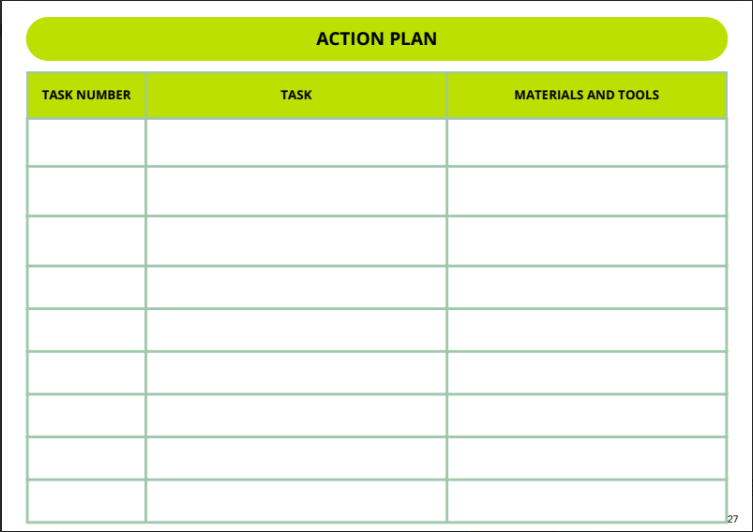 ACTION PLAN
TASK NUMBER TASK MATERIALS AND TOOLS
27